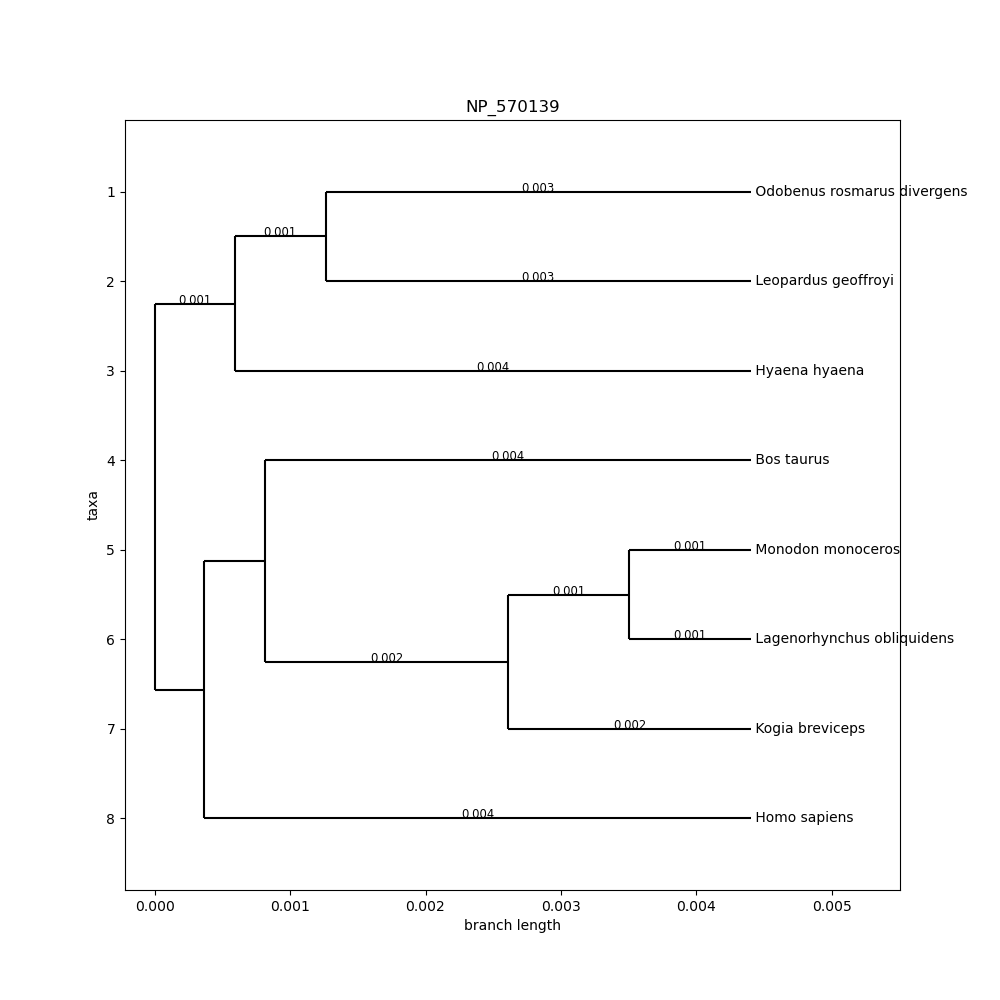 NP_570139
1
0.003
Odobenus rosmarus divergens
0.001
2
0.003
Leopardus geoffroyi
0.001
3
0.004
Hyaena hyaena
4
0.004
Bos taurus
taxa
5
0.001
Monodon monoceros
0.001
6
0.001
Lagenorhynchus obliquidens
0.002
7
0.002
Kogia breviceps
8
0.004
Homo sapiens
0.000 0.001 0.002 0.003 0.004 0.005
branch length